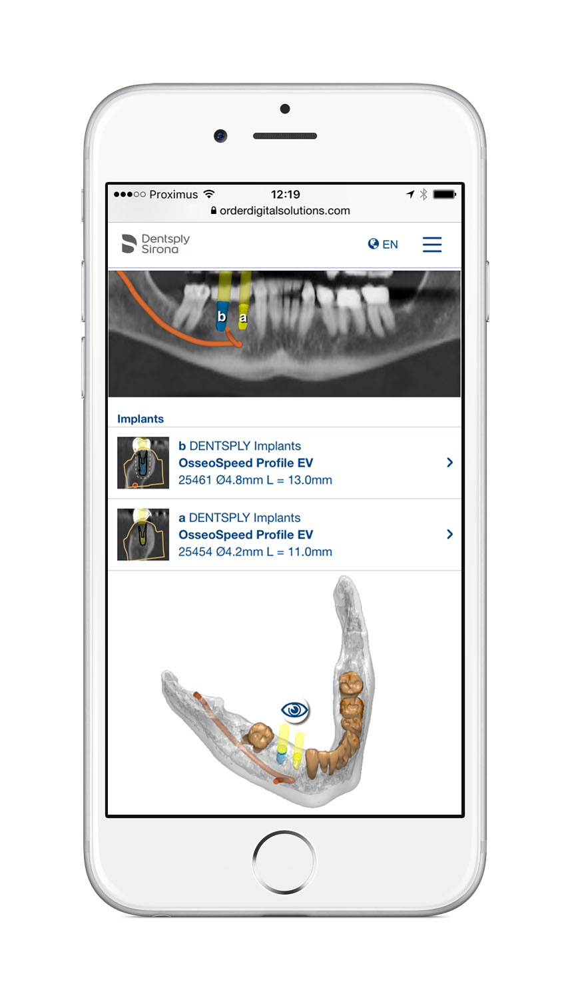 Proximus 12:19
orderdigitalsolutions.com
Dentsply
Sirona
EN
b a
Implants
b DENTSPLY Implants
OsseoSpeed Profile EV
25461 Ø4.8mm L = 13.0mm
a DENTSPLY Implants
OsseoSpeed Profile EV
25454 Ø4.2mm L = 11.0mm